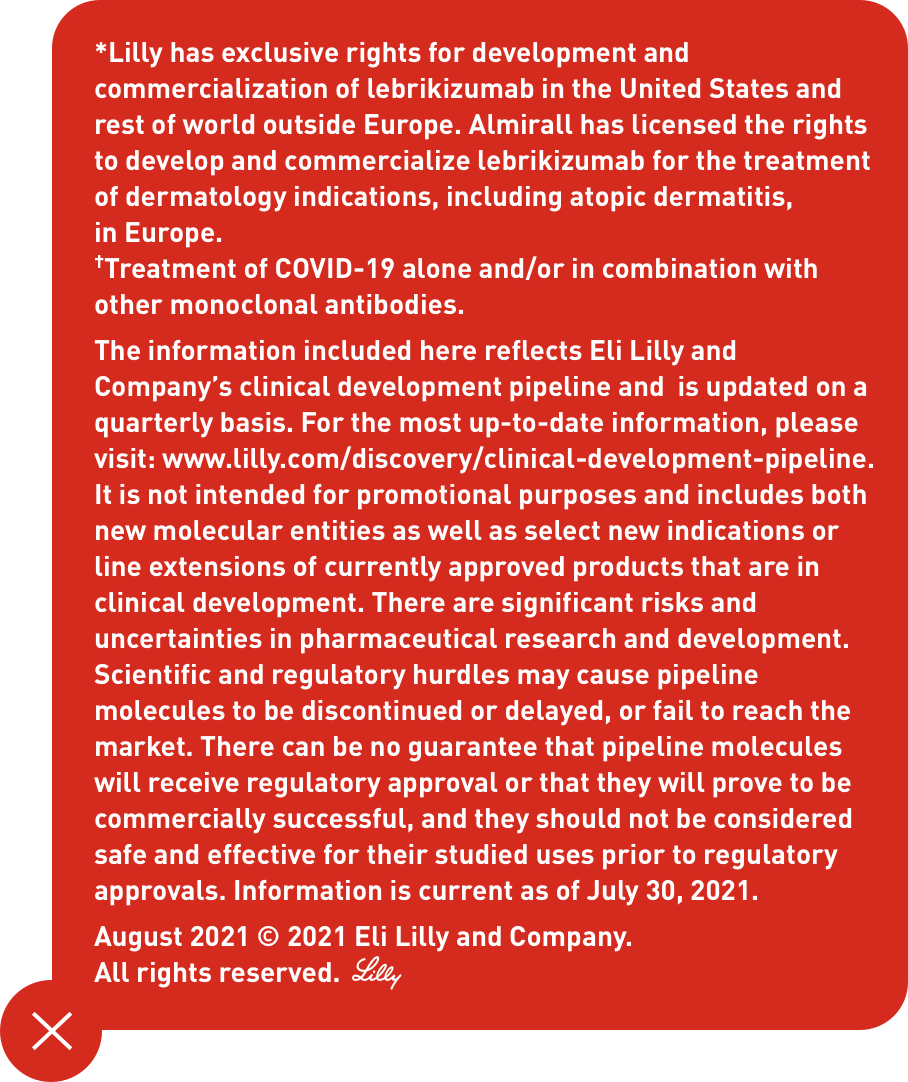 *Lilly has exclusive rights for development and
commercialization of lebrikizumab in the United States and
rest of world outside Europe. Almirall has licensed the rights
to develop and commercialize lebrikizumab for the treatment
of dermatology indications, including atopic dermatitis,
in Europe.
†Treatment of COVID-19 alone and/or in combination with
other monoclonal antibodies.
The information included here reflects Eli Lilly and
Company’s clinical development pipeline and  is updated on a
quarterly basis. For the most up-to-date information, please
visit: www.lilly.com/discovery/clinical-development-pipeline.
It is not intended for promotional purposes and includes both
new molecular entities as well as select new indications or
line extensions of currently approved products that are in
clinical development. There are significant risks and
uncertainties in pharmaceutical research and development.
Scientific and regulatory hurdles may cause pipeline
molecules to be discontinued or delayed, or fail to reach the
market. There can be no guarantee that pipeline molecules
will receive regulatory approval or that they will prove to be
commercially successful, and they should not be considered
safe and effective for their studied uses prior to regulatory
approvals. Information is current as of July 30, 2021.
August 2021 © 2021 Eli Lilly and Company.
All rights reserved. Lilly